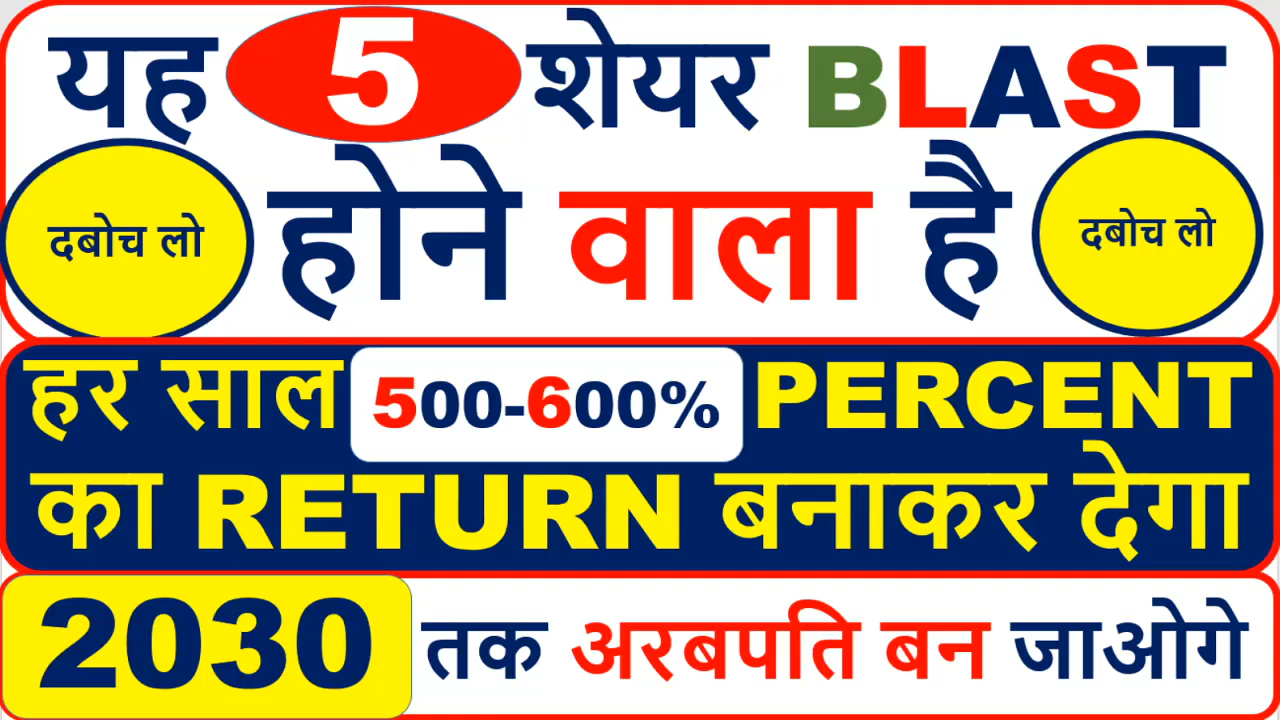 यह 5 शेयर BLAST
दबोच लो होने वाला है दबोच लो
हर साल 500-600% PERCENT
का RETURN बनाकर देगा
2030 तक अरबपति बन जाओगे